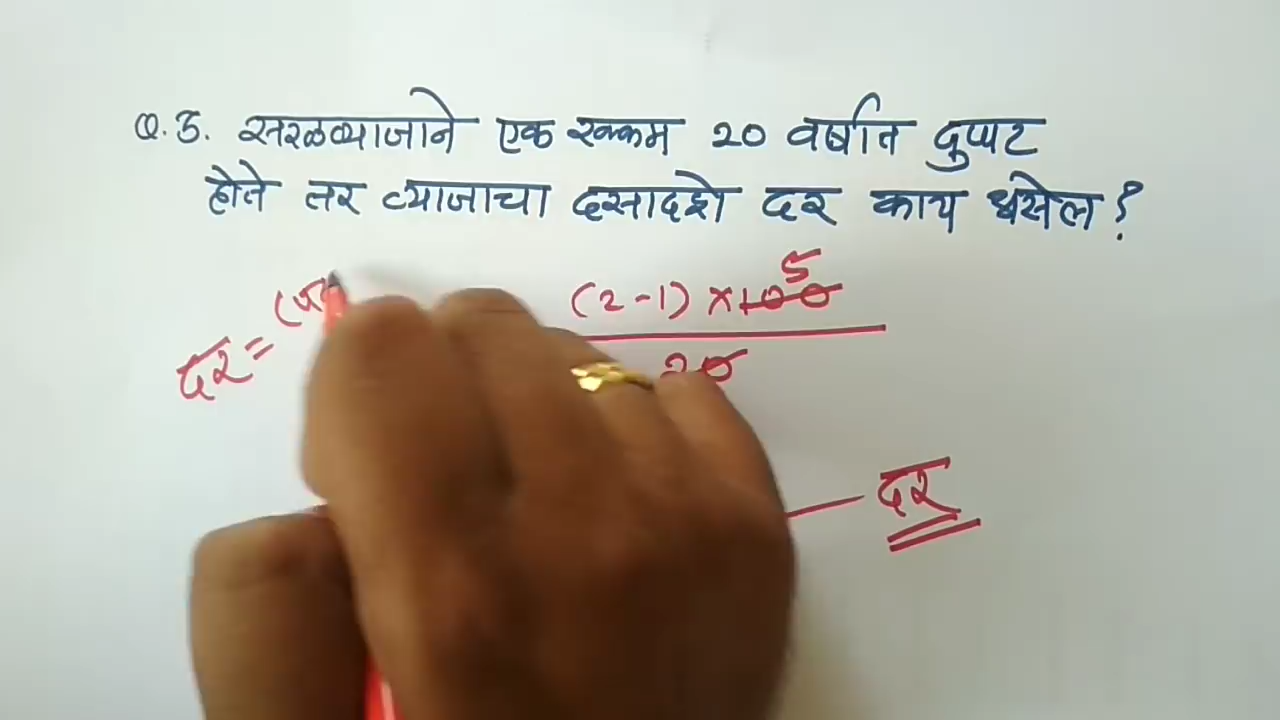 Q.3. सरळव्याजाने एक रक्कम 20 वर्षात दुप्पट
होते तर व्याजाचा दसादशे दर काय असेल ?
5
(2-1) × 100
दर =
20
दर